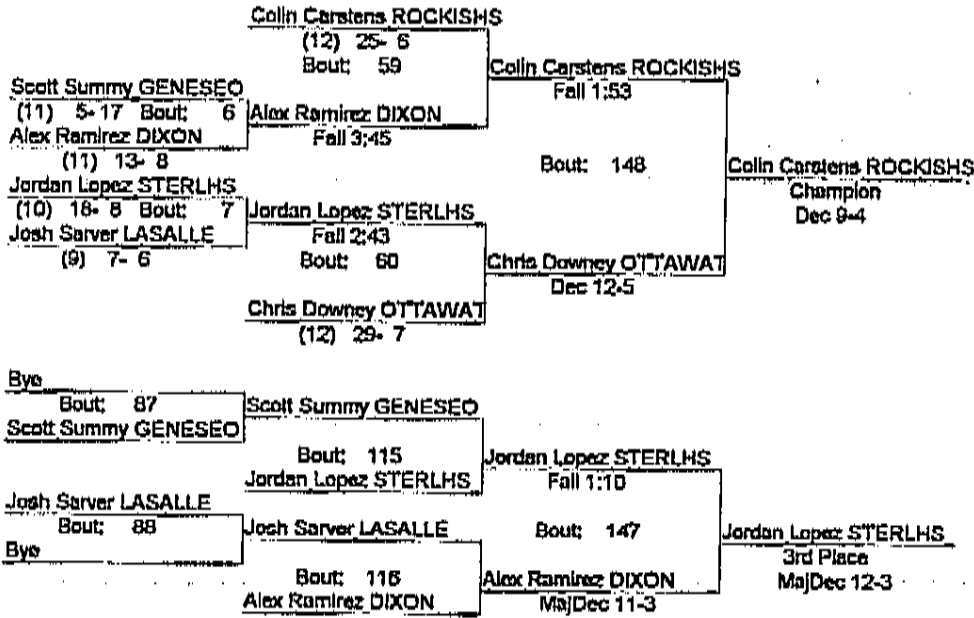 Colin Carstens ROCKISHS
(12) 25- 6
Bout: 59
Colin Carstens ROCKISHS
Fall 1:53
Scott Summy GENESEO
(11) 5- 17 Bout: 6
Alex Ramirez DIXON
Alex Ramirez DIXON
Fall 3:45
(11) 13- 8
Bout: 148
Colin Carstens ROCKISHS
Champion
Dec 9-4
Jordan Lopez STERLHS
(10) 18- 8 Bout: 7
Jordan Lopez STERLHS
Josh Sarver LASALLE
Fall 2:43
(9) 7- 6
Bout: 60
Chris Downey OTTAWAT
Dec 12-5
Chris Downey OTTAWAT
(12) 29- 7
Bye
Bout: 87
Scott Summy GENESEO
Scott Summy GENESEO
Bout: 115
Jordan Lopez STERLHS
Fall 1:10
Jordan Lopez STERLHS
Josh Sarver LASALLE
Bout: 88
Josh Sarver LASALLE
Bout: 147
Jordan Lopez STERLHS
3rd Place
MajDec 12-3
Bye
Bout: 116
Alex Ramirez DIXON
MajDec 11-3
Alex Ramirez DIXON